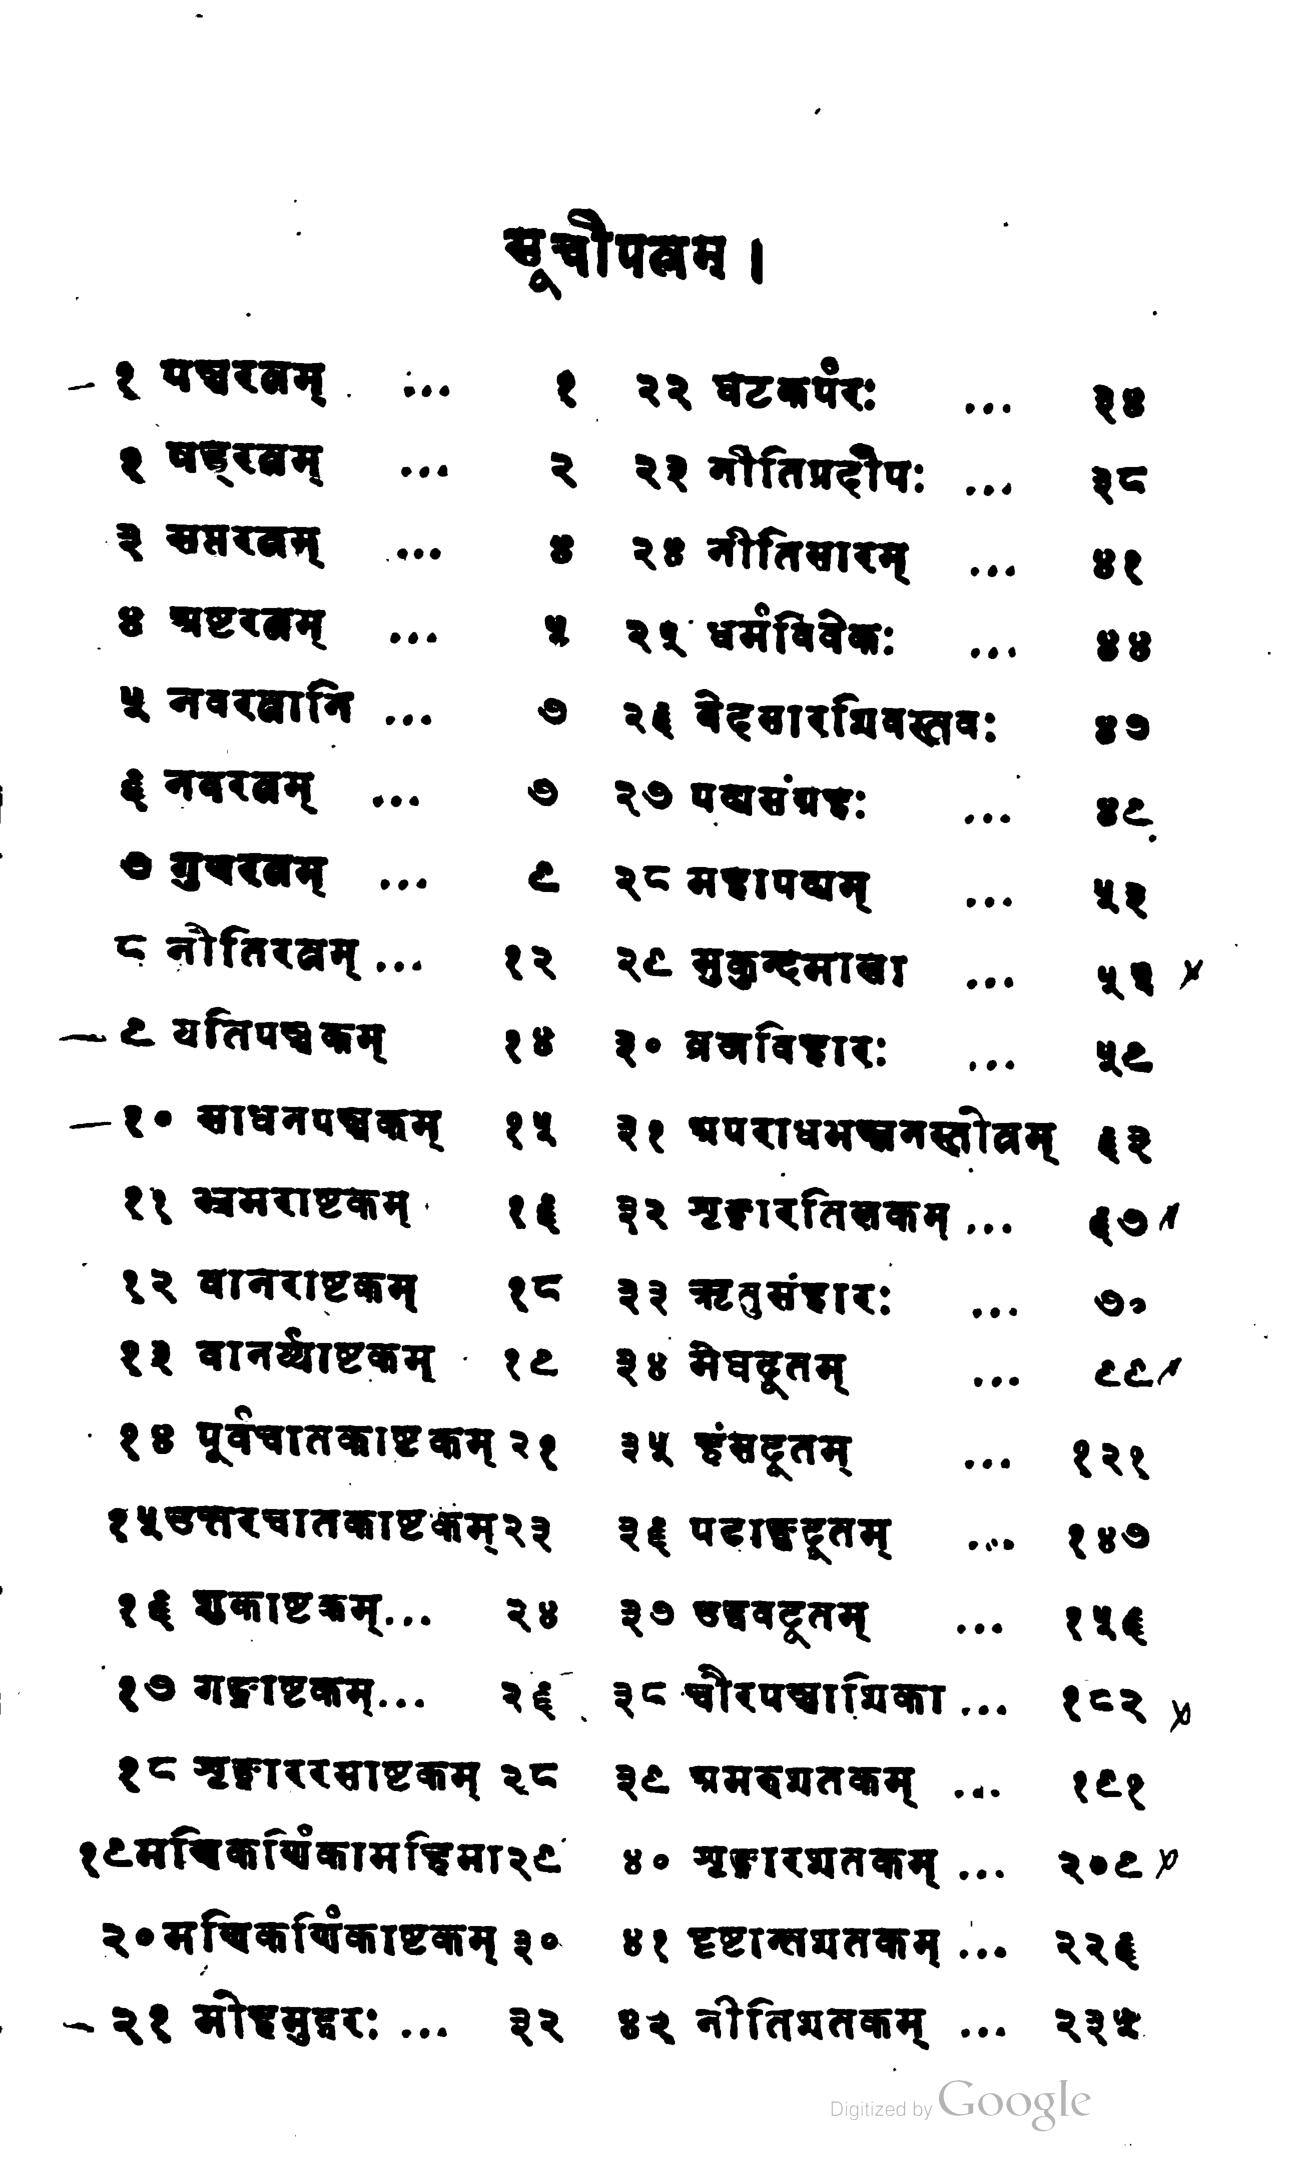 सूचीपत्रम् ।
१ पञ्चरत्नम् ... १
१ षड्रत्नम् ... २
३ सप्तरत्नम् ... ४
४ अष्टरत्नम् ... ५
५ नवरत्नानि ... ७
६ नवरत्नम् ... ७
७ गुणरत्नम् ... ९
८ नीतिरत्नम् ... १२
९ यतिपञ्चकम् १४
१० साधनपञ्चकम् १५
११ भ्रमराष्टकम् १६
१२ वानराष्टकम् १८
१३ वानर्य्याष्टकम् १९
१४ पूर्वचातकाष्टकम् २१
१५ उत्तरचातकाष्टकम् २३
१६ शुकाष्टकम् ... २४
१७ गङ्गाष्टकम् ... २६
१८ शृङ्गाररसाष्टकम् २८
१९ मणिकर्णिकामहिमा २९
२० मणिकर्णिकाष्टकम् ३०
२१ मोहमुद्गरः ... ३२
२२ घटकर्परः ... ३४
२३ नीतिप्रदीपः ... ३८
२४ नीतिसारम् ... ४१
२५ धर्मविवेकः ... ४४
२६ वेदसारशिवस्तवः ४७
२७ पद्यसंग्रहः ... ४९
२८ महापद्यम् ... ५३
२९ मुकुन्दमाला ...
३० व्रजविहारः ... ५९
३१ अपराधभञ्जनस्तोत्रम् ६३
३२ शृङ्गारतिलकम् ... ६७
३३ ऋतुसंहारः ... ७०
३४ मेघदूतम् ... ९९
३५ हंसदूतम् ... १२१
३६ पदाङ्कदूतम् ... १४७
३७ उद्धवदूतम् ... १५६
३८ चौरपञ्चाशिका ... १८२
३९ अमरुशतकम् ... १९१
४० शृङ्गारशतकम् ... २०९
४१ दृष्टान्तशतकम् ... २२६
४२ नीतिशतकम् ... २३५
Digitized by Google